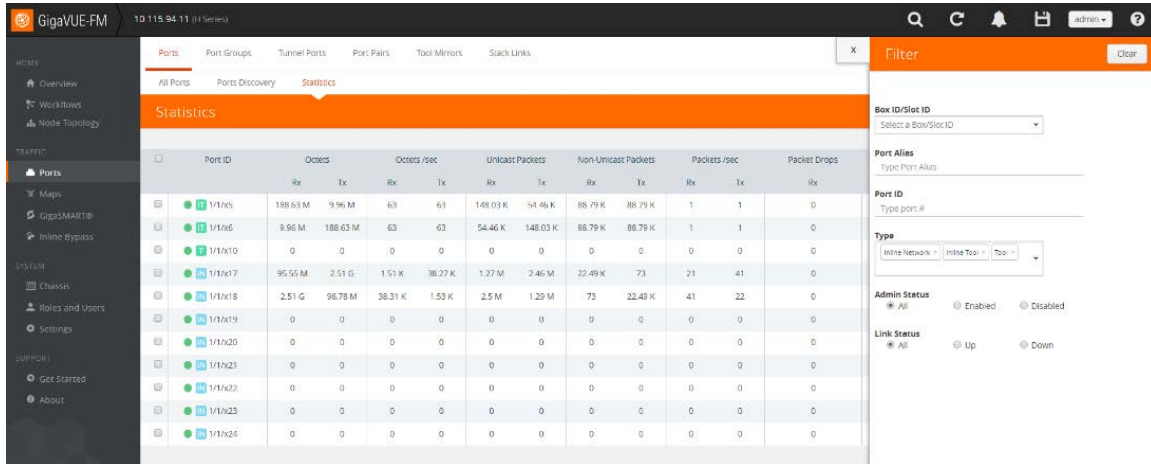 GigaVUE-FM 10.115.94.11 (H Series) admin
Ports Port Groups Tunnel Ports Port Pairs Tool Mirrors Stack Links X
All Ports Ports Discovery Statistics
Statistics
HOME
Overview
Workflows
Node Topology
TRAFFIC
Ports
Maps
GigaSMART®
Inline Bypass
SYSTEM
Chassis
Roles and Users
Settings
SUPPORT
Get Started
About
Port ID Octets Octets /sec Unicast Packets Non-Unicast Packets Packets /sec Packet Drops
Rx Tx Rx Tx Rx Tx Rx Tx Rx Tx Rx
IT 1/1/x5 188.63 M 9.96 M 63 63 148.03 K 54.46 K 88.79 K 88.79 K 1 1 0
IT 1/1/x6 9.96 M 188.63 M 63 63 54.46 K 148.03 K 88.79 K 88.79 K 1 1 0
T 1/1/x10 0 0 0 0 0 0 0 0 0 0 0
IN 1/1/x17 95.55 M 2.51 G 1.51 K 38.27 K 1.27 M 2.46 M 22.49 K 73 21 41 0
IN 1/1/x18 2.51 G 96.78 M 38.31 K 1.53 K 2.5 M 1.29 M 73 22.49 K 41 22 0
IN 1/1/x19 0 0 0 0 0 0 0 0 0 0 0
IN 1/1/x20 0 0 0 0 0 0 0 0 0 0 0
IN 1/1/x21 0 0 0 0 0 0 0 0 0 0 0
IN 1/1/x22 0 0 0 0 0 0 0 0 0 0 0
IN 1/1/x23 0 0 0 0 0 0 0 0 0 0 0
IN 1/1/x24 0 0 0 0 0 0 0 0 0 0 0
Filter Clear
Box ID/Slot ID
Select a Box/Slot ID
Port Alias
Type Port Alias
Port ID
Type port #
Type
Inline Network × Inline Tool × Tool ×
Admin Status
All Enabled Disabled
Link Status
All Up Down